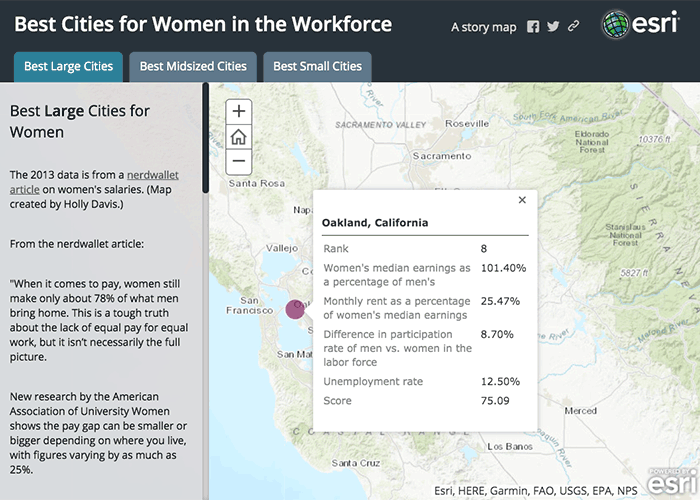 Best Cities for Women in the Workforce
A story map
esri
Best Large Cities
Best Midsized Cities
Best Small Cities
Best Large Cities for
Women
The 2013 data is from a nerdwallet
article on women's salaries. (Map
created by Holly Davis.)
From the nerdwallet article:
"When it comes to pay, women still
make only about 78% of what men
bring home. This is a tough truth
about the lack of equal pay for equal
work, but it isn't necessarily the full
picture.
New research by the American
Association of University Women
shows the pay gap can be smaller or
bigger depending on where you live,
with figures varying by as much as
25%.
+
−
SACRAMENTO VALLEY
Roseville
South Fork American River
Eldorado
National
Forest
10376 ft
Sacramento
Santa Rosa
SIERRA
Stanislaus
National
Forest
5827 ft
Vallejo
San
Francisco
Oakland, California
Rank 8
Women's median earnings as 101.40%
a percentage of men's
Monthly rent as a percentage 25.47%
of women's median earnings
Difference in participation 8.70%
rate of men vs. women in the
labor force
Unemployment rate 12.50%
Score 75.09
Merced
Los Banos
Santa Cruz
POWERED BY
esri
Esri, HERE, Garmin, FAO, USGS, EPA, NPS